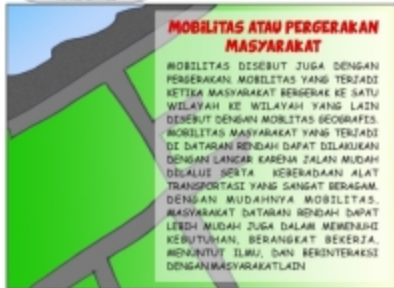 MOBILITAS ATAU PERGERAKAN
MASYARAKAT
MOBILITAS DISEBUT JUGA DENGAN
PERGERAKAN. MOBILITAS YANG TERJADI
KETIKA MASYARAKAT BERGERAK KE SATU
WILAYAH KE WILAYAH YANG LAIN
DISEBUT DENGAN MOBLITAS GEOGRAFIS.
MOBILITAS MASYARAKAT YANG TERJADI
DI DATARAN RENDAH DAPAT DILAKUKAN
DENGAN LANCAR KARENA JALAN MUDAH
DILALUI SERTA KEBERADAAN ALAT
TRANSPORTASI YANG SANGAT BERAGAM.
DENGAN MUDAHNYA MOBILITAS,
MASYARAKAT DATARAN RENDAH DAPAT
LEBIH MUDAH JUGA DALAM MEMENUHI
KEBUTUHAN, BERANGKAT BEKERJA,
MENUNTUT ILMU, DAN BERINTERAKSI
DENGAN MASYARAKAT LAIN